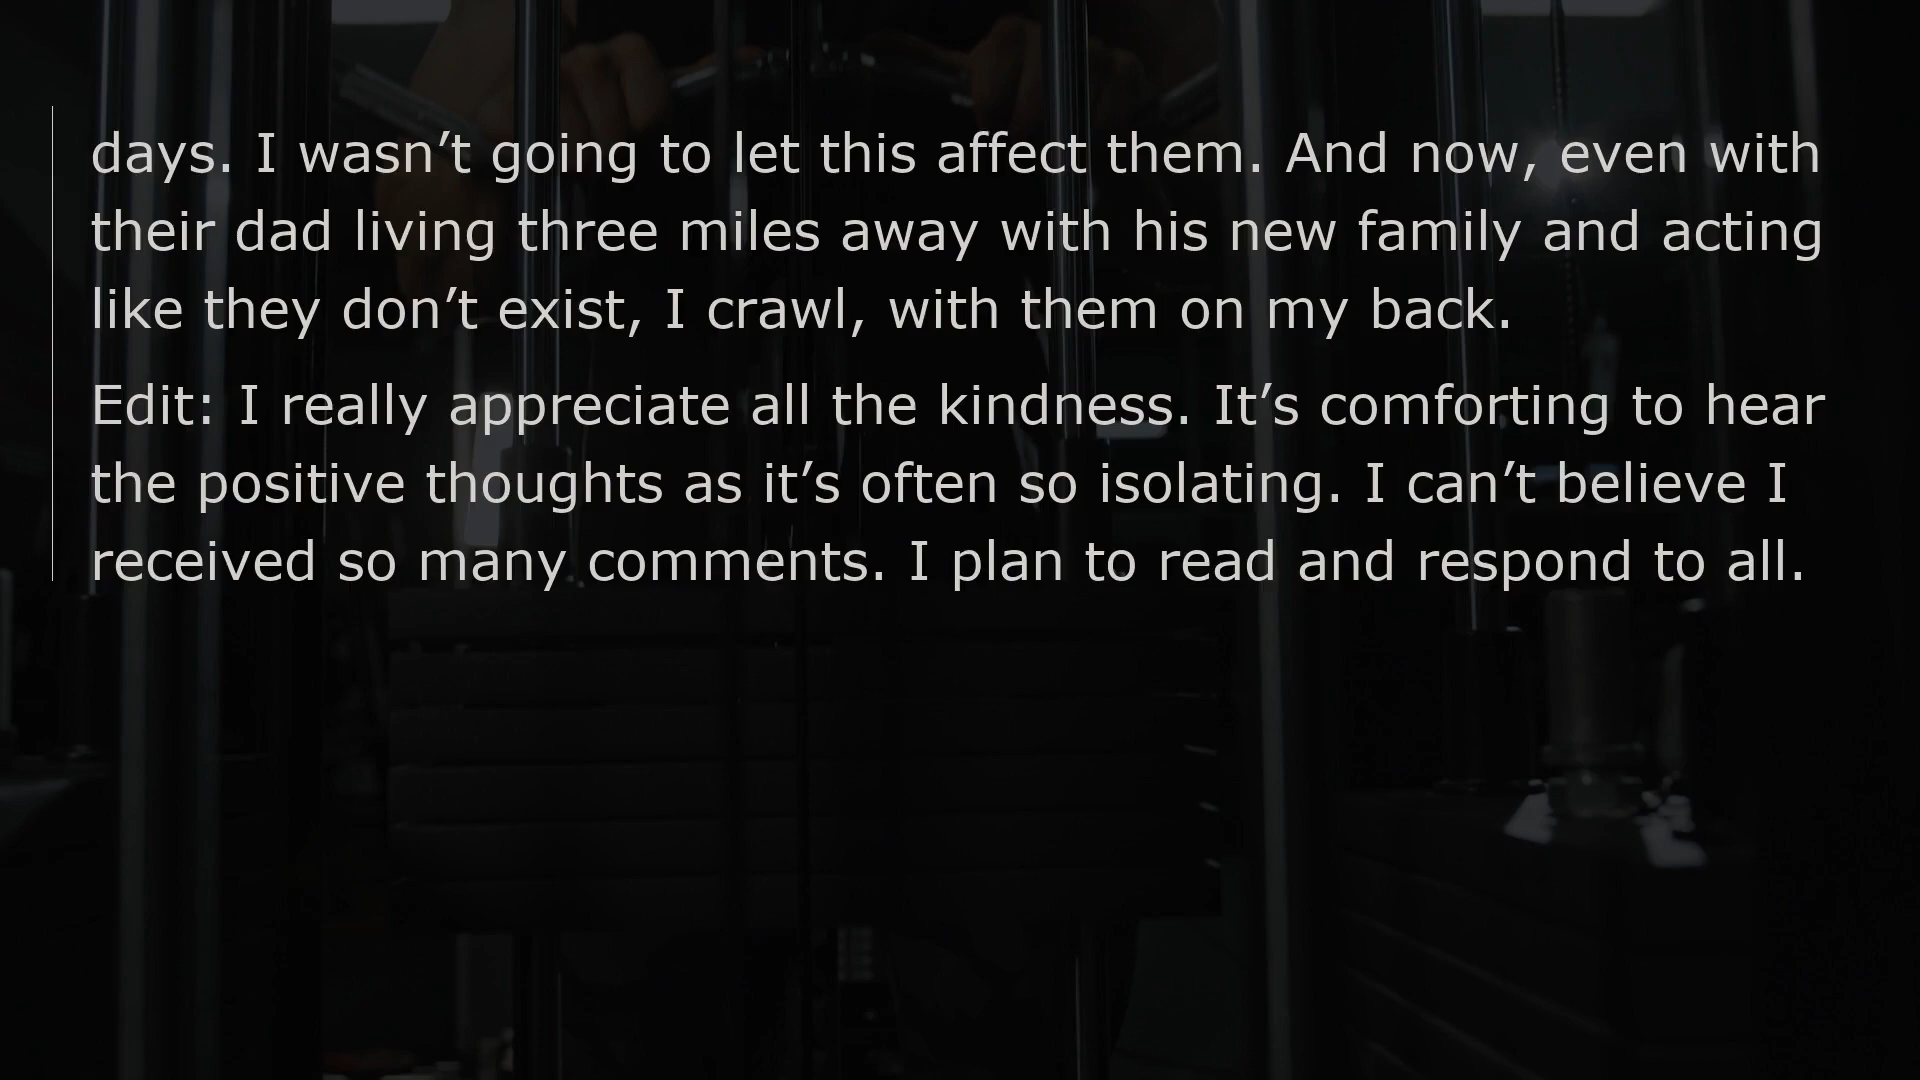 days. I wasn’t going to let this affect them. And now, even with
their dad living three miles away with his new family and acting
like they don’t exist, I crawl, with them on my back.
Edit: I really appreciate all the kindness. It’s comforting to hear
the positive thoughts as it’s often so isolating. I can’t believe I
received so many comments. I plan to read and respond to all.